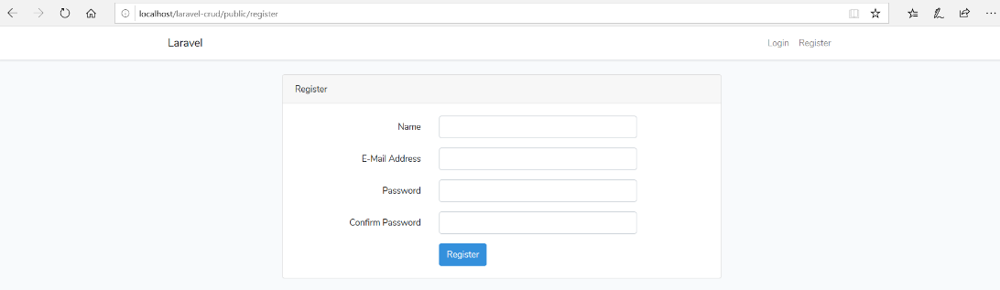 localhost/laravel-crud/public/register
Laravel Login Register
Register
Name
E-Mail Address
Password
Confirm Password
Register